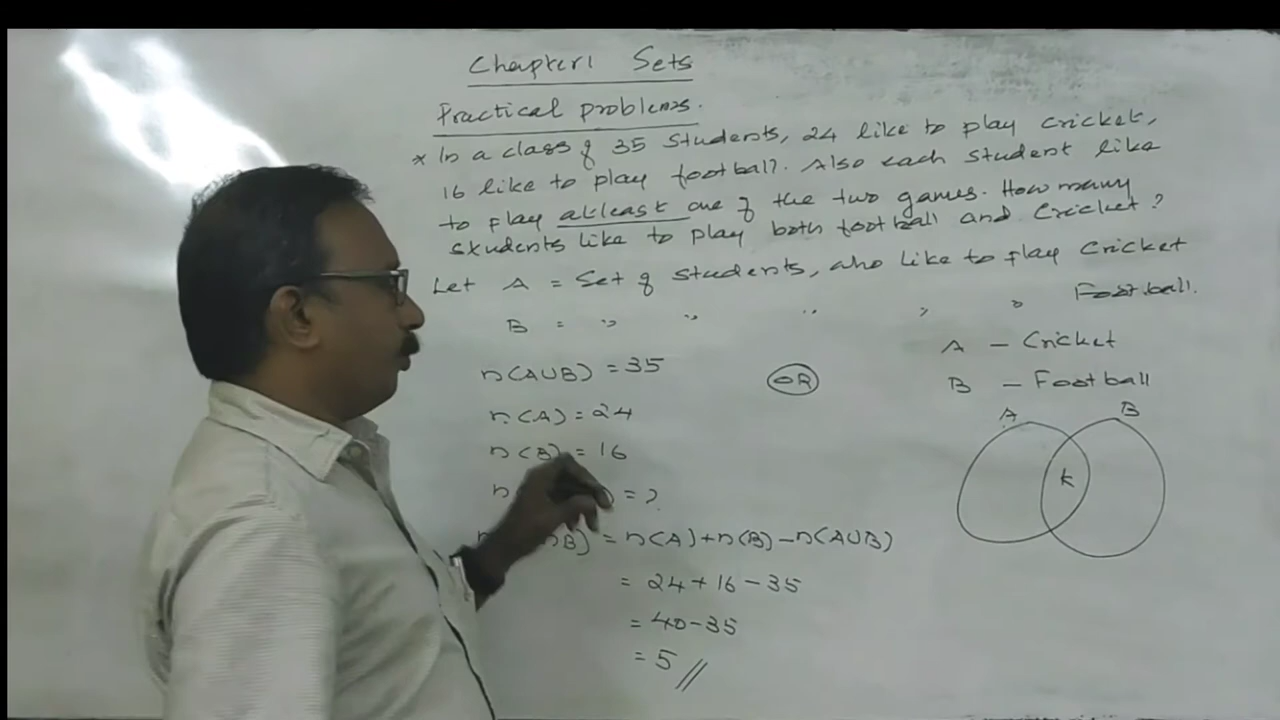 Chapter 1 Sets
Practical problems.
* In a class of 35 students, 24 like to play cricket,
16 like to play football. Also each student like
to play atleast one of the two games. How many
students like to play both football and cricket?
Let A = Set of students, who like to play cricket
B = " " " " " Football.
n(A∪B) = 35
n(A) = 24
n(B) = 16
n = ?
B) = n(A)+n(B)-n(A∪B)
= 24+16-35
= 40-35
= 5 //
OR
A - Cricket
B - Football
A B
k